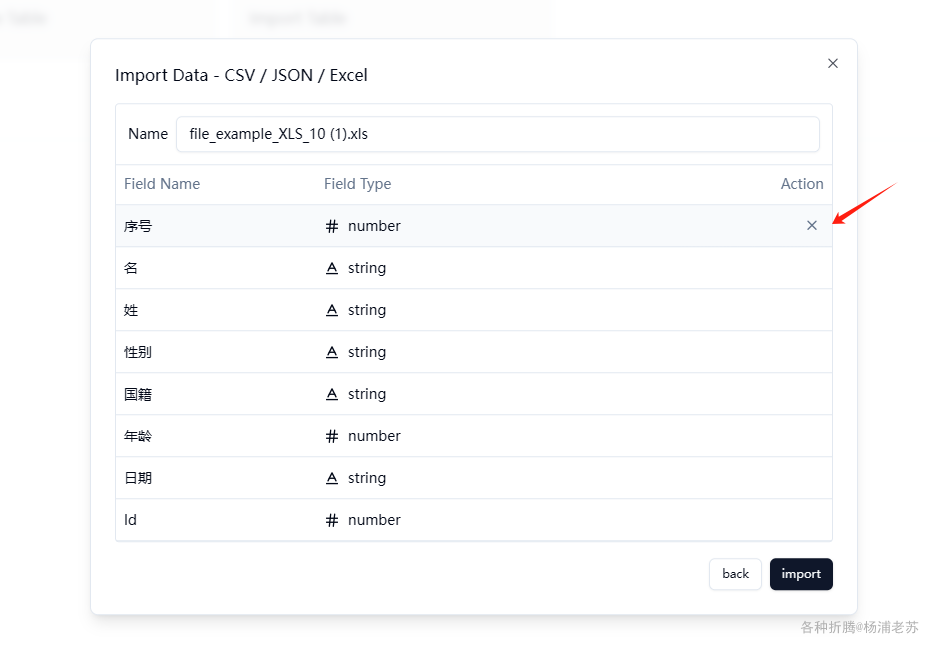 Import Table
Import Data - CSV / JSON / Excel
Name file_example_XLS_10 (1).xls
Field Name Field Type Action
序号 number
名 string
姓 string
性别 string
国籍 string
年龄 number
日期 string
Id number
back import
各种折腾@杨浦老苏